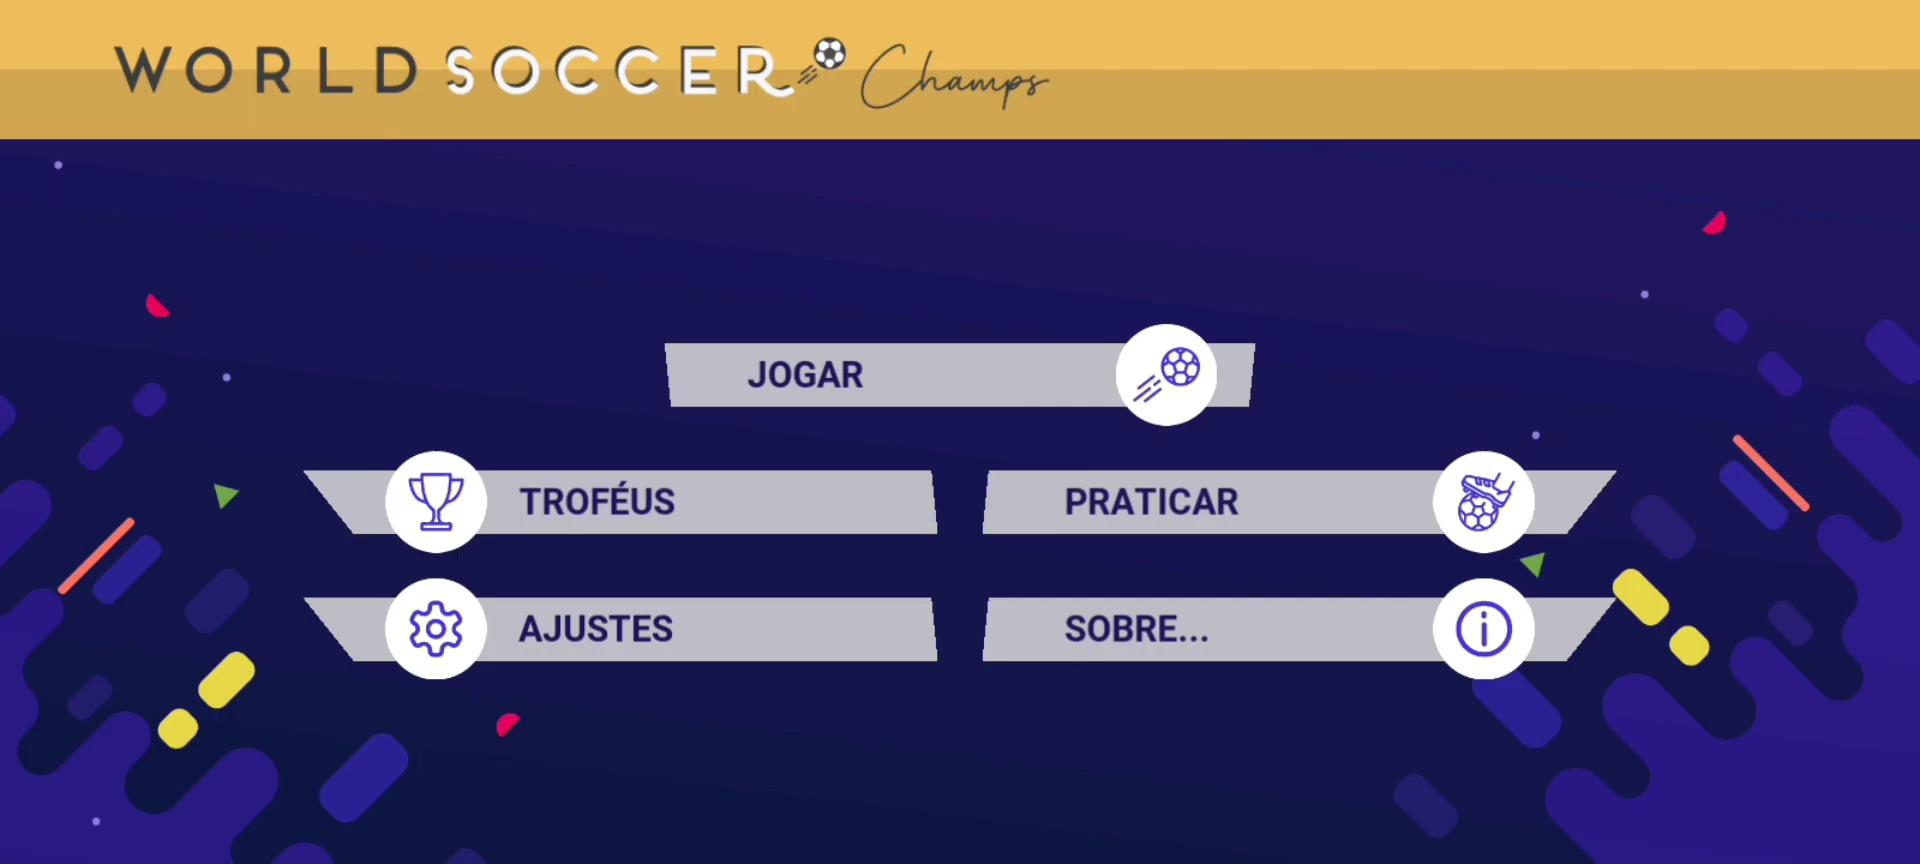 WORLD SOCCER Champs
JOGAR
TROFÉUS
PRATICAR
AJUSTES
SOBRE...